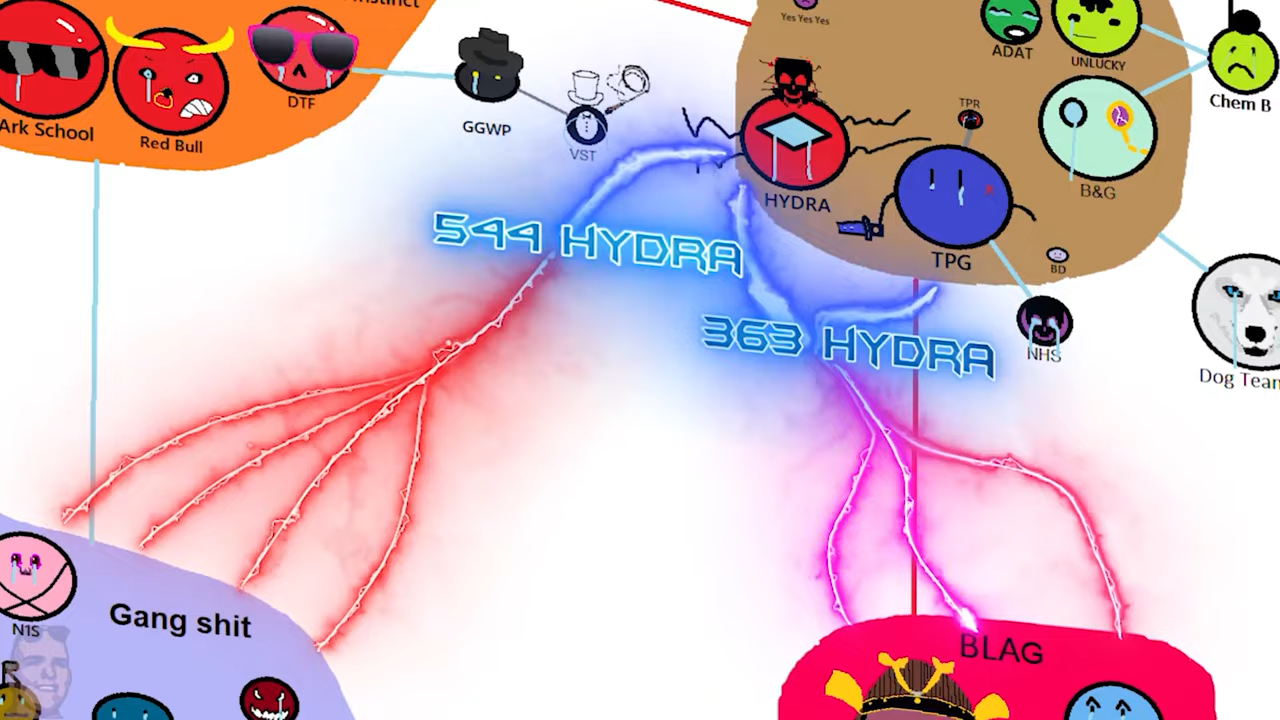 Instinct
Yes Yes Yes
ADAT
UNLUCKY
Chem B
Ark School
Red Bull
DTF
GGWP
VST
TPR
HYDRA
B&G
TPG
BD
NHS
Dog Team
544 HYDRA
363 HYDRA
N1S
Gang shit
BLAG